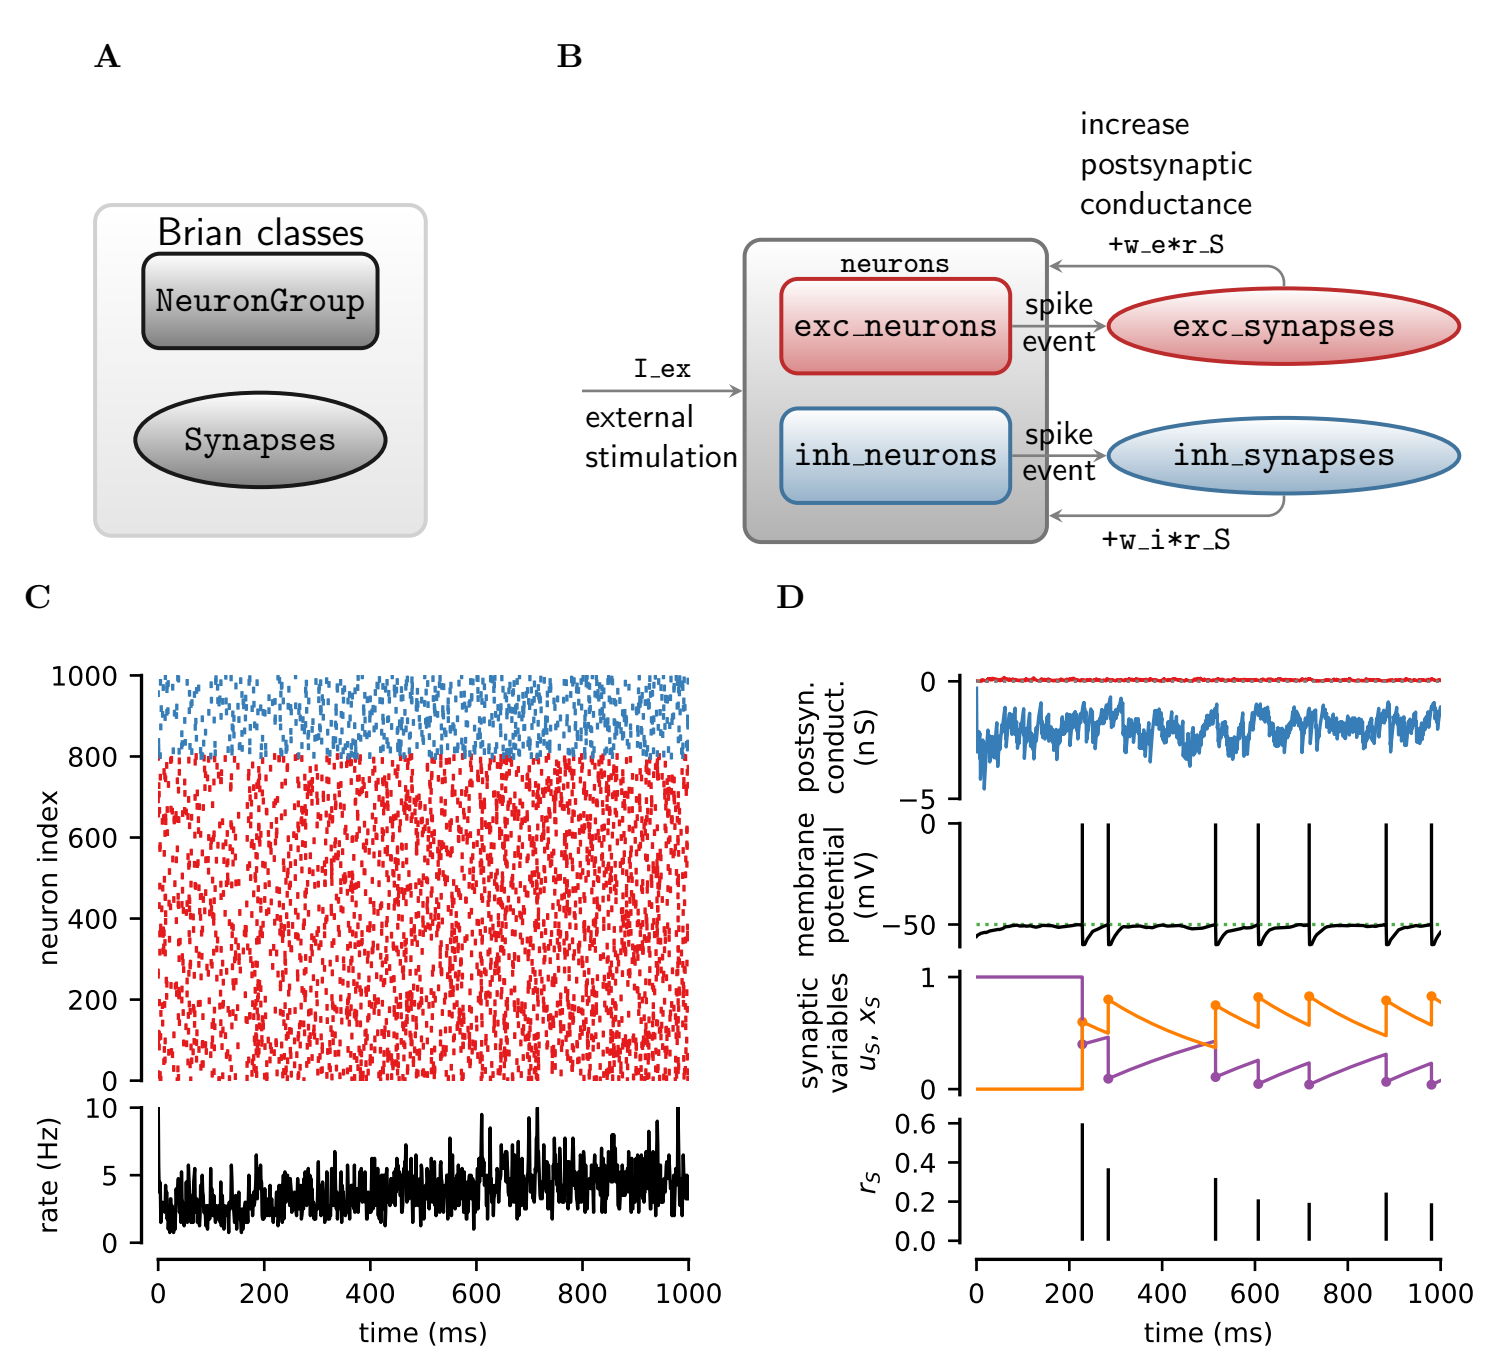 A
B
Brian classes
NeuronGroup
Synapses
increase
postsynaptic
conductance
+w_e*r_S
neurons
exc_neurons
spike
event
exc_synapses
I_ex
external
stimulation
inh_neurons
spike
event
inh_synapses
+w_i*r_S
C
1000
800
600
400
200
0
neuron index
10
5
0
rate (Hz)
0
200
400
600
800
1000
time (ms)
D
0
−5
postsyn.
conduct.
(nS)
0
−50
membrane
potential
(mV)
1
0
synaptic
variables
u_S, x_S
0.6
0.4
0.2
0.0
r_S
0
200
400
600
800
1000
time (ms)